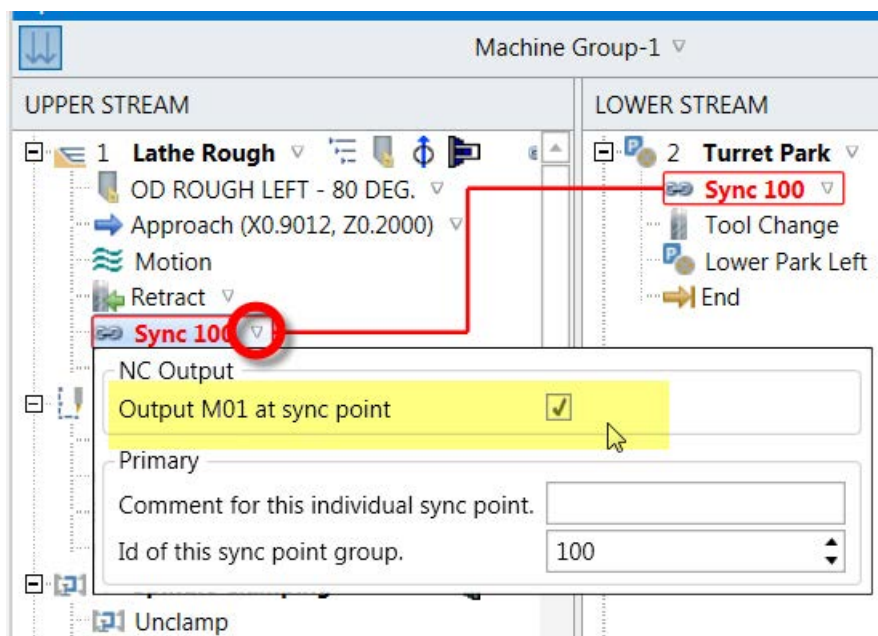 Machine Group-1
UPPER STREAM
LOWER STREAM
1 Lathe Rough
OD ROUGH LEFT - 80 DEG.
Approach (X0.9012, Z0.2000)
Motion
Retract
Sync 100
2 Turret Park
Sync 100
Tool Change
Lower Park Left
End
NC Output
Output M01 at sync point
Primary
Comment for this individual sync point.
Id of this sync point group.
100
Unclamp